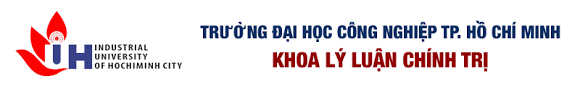 IUH
INDUSTRIAL
UNIVERSITY
OF HOCHIMINH CITY
TRƯỜNG ĐẠI HỌC CÔNG NGHIỆP TP. HỒ CHÍ MINH
KHOA LÝ LUẬN CHÍNH TRỊ